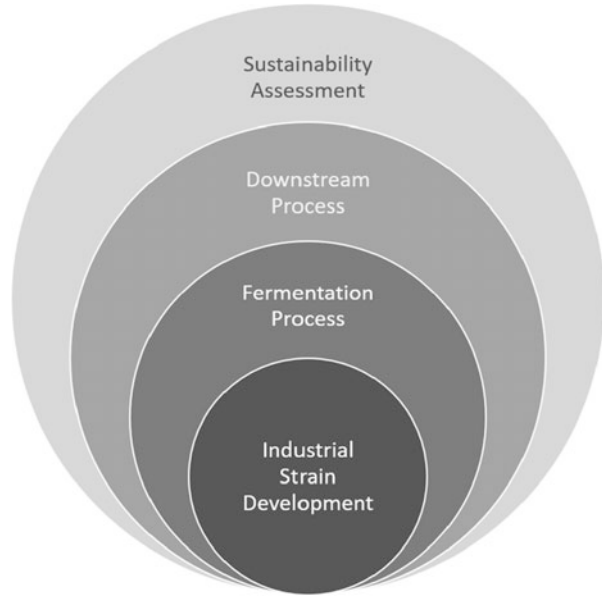 Sustainability
Assessment
Downstream
Process
Fermentation
Process
Industrial
Strain
Development